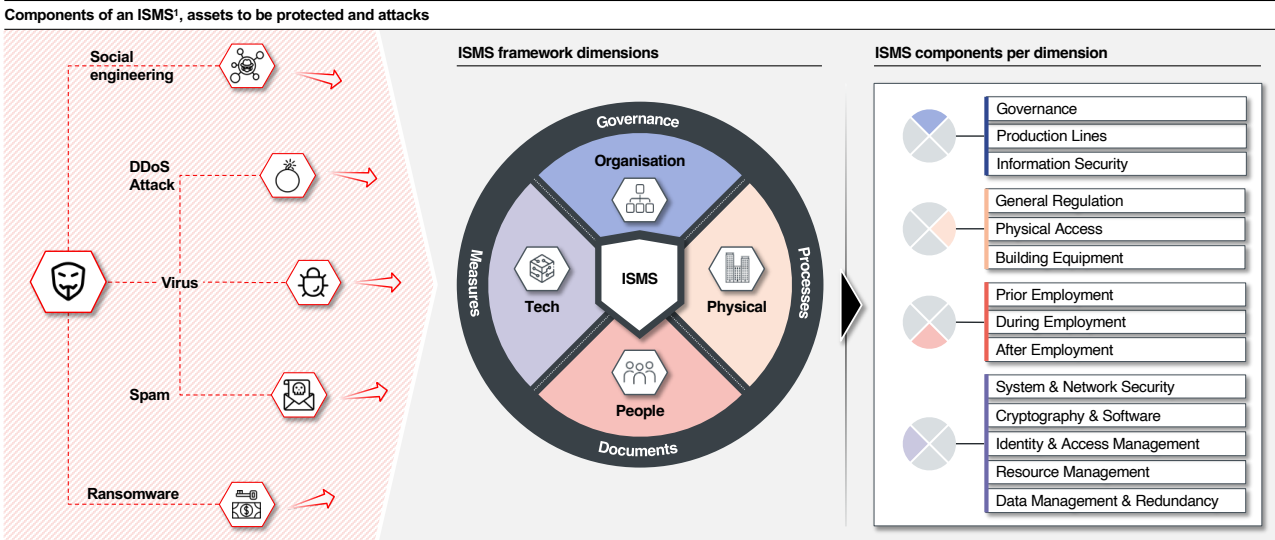 Components of an ISMS¹, assets to be protected and attacks
Social
engineering
DDoS
Attack
Virus
Spam
Ransomware
ISMS framework dimensions
Governance
Organisation
Measures
Tech
ISMS
Physical
Processes
People
Documents
ISMS components per dimension
Governance
Production Lines
Information Security
General Regulation
Physical Access
Building Equipment
Prior Employment
During Employment
After Employment
System & Network Security
Cryptography & Software
Identity & Access Management
Resource Management
Data Management & Redundancy